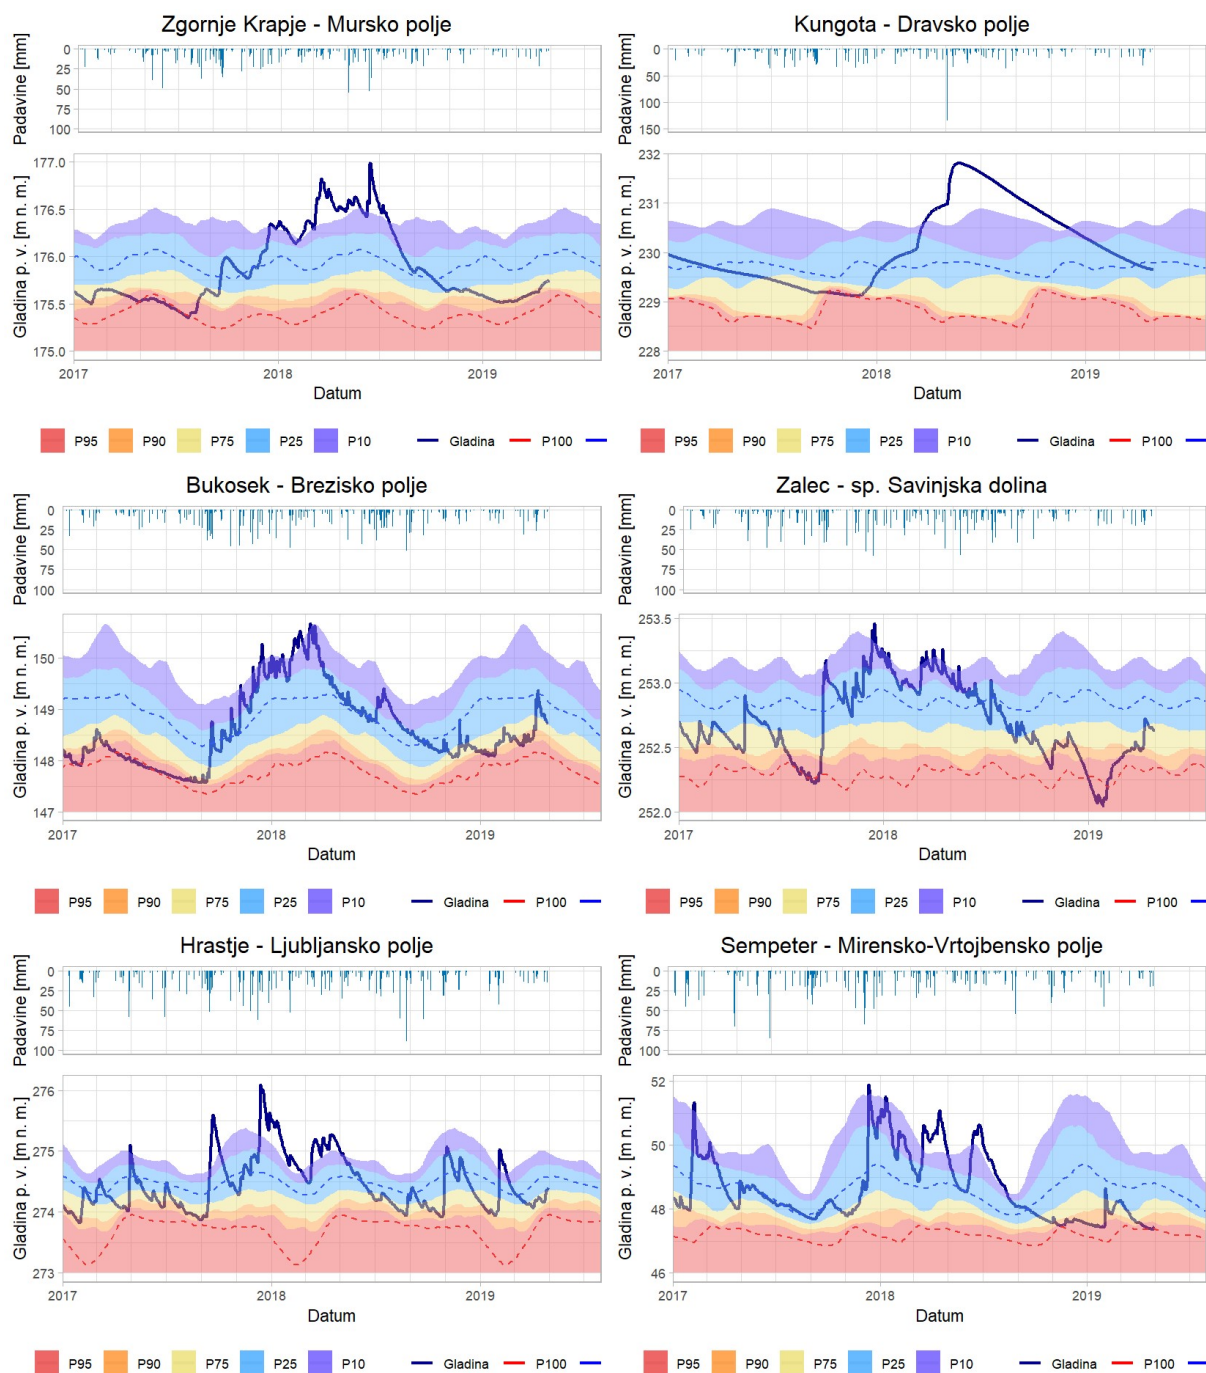 Zgornje Krapje - Mursko polje
Padavine [mm]
0
25
50
75
100
Gladina p. v. [m n. m.]
177.0
176.5
176.0
175.5
175.0
2017
2018
2019
Datum
P95
P90
P75
P25
P10
Gladina
P100
Kungota - Dravsko polje
Padavine [mm]
0
50
100
150
Gladina p. v. [m n. m.]
232
231
230
229
228
2017
2018
2019
Datum
P95
P90
P75
P25
P10
Gladina
P100
Bukosek - Brezisko polje
Padavine [mm]
0
25
50
75
100
Gladina p. v. [m n. m.]
150
149
148
147
2017
2018
2019
Datum
P95
P90
P75
P25
P10
Gladina
P100
Zalec - sp. Savinjska dolina
Padavine [mm]
0
25
50
75
100
Gladina p. v. [m n. m.]
253.5
253.0
252.5
252.0
2017
2018
2019
Datum
P95
P90
P75
P25
P10
Gladina
P100
Hrastje - Ljubljansko polje
Padavine [mm]
0
25
50
75
100
Gladina p. v. [m n. m.]
276
275
274
273
2017
2018
2019
Datum
P95
P90
P75
P25
P10
Gladina
P100
Sempeter - Mirensko-Vrtojbensko polje
Padavine [mm]
0
25
50
75
100
Gladina p. v. [m n. m.]
52
50
48
46
2017
2018
2019
Datum
P95
P90
P75
P25
P10
Gladina
P100